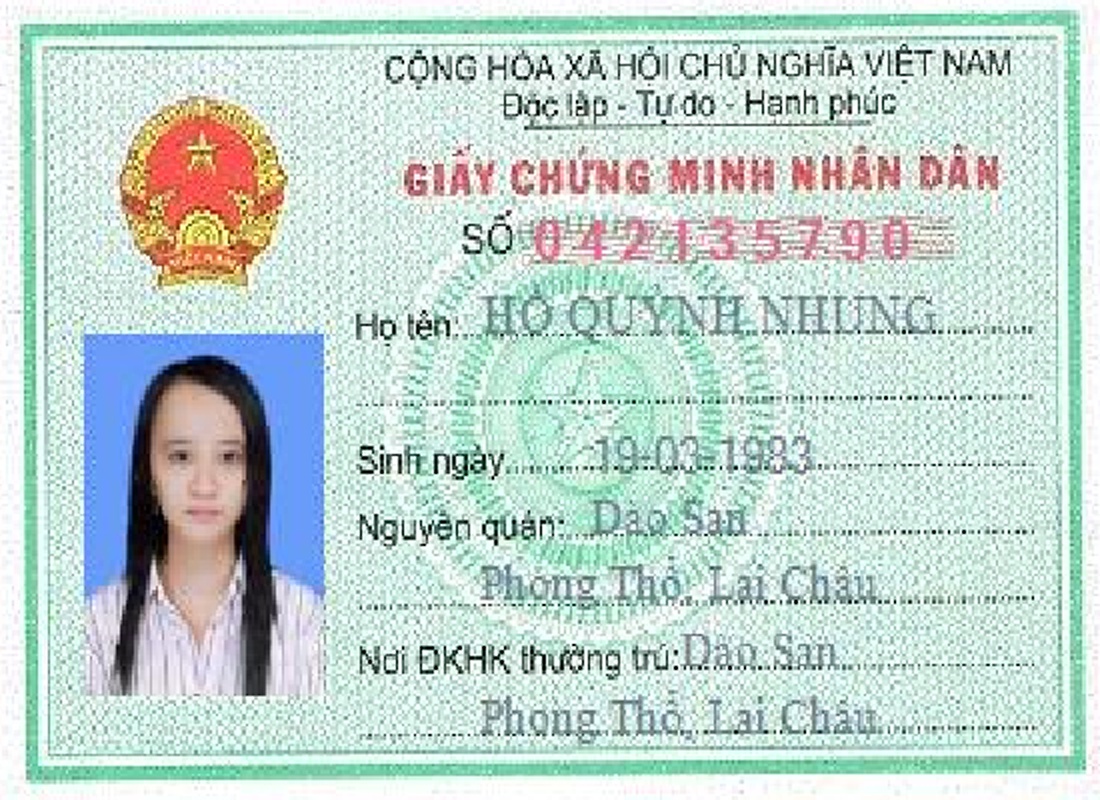 CỘNG HÒA XÃ HỘI CHỦ NGHĨA VIỆT NAM
Độc lập - Tự do - Hạnh phúc
GIẤY CHỨNG MINH NHÂN DÂN
SỐ 042135790
Họ tên: HỒ QUỲNH NHUNG
Sinh ngày 19-03-1983
Nguyên quán: Dào San
Phong Thổ, Lai Châu
Nơi ĐKHK thường trú: Dào San
Phong Thổ, Lai Châu